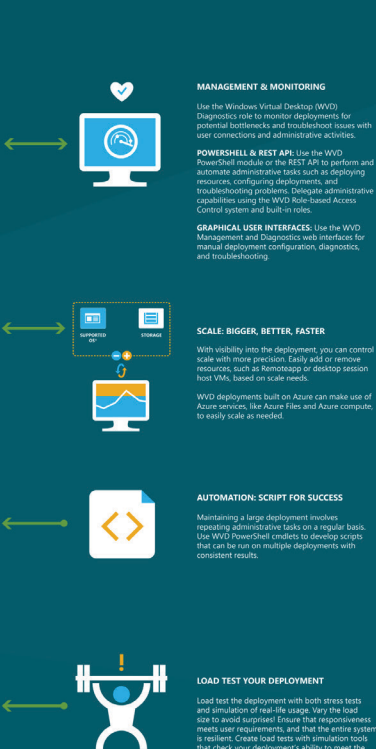 MANAGEMENT & MONITORING
Use the Windows Virtual Desktop (WVD)
Diagnostics role to monitor deployments for
potential bottlenecks and troubleshoot issues with
user connections and administrative activities.
POWERSHELL & REST API: Use the WVD
PowerShell module or the REST API to perform and
automate administrative tasks such as deploying
resources, configuring deployments, and
troubleshooting problems. Delegate administrative
capabilities using the WVD Role-based Access
Control system and built-in roles.
GRAPHICAL USER INTERFACES: Use the WVD
Management and Diagnostics web interfaces for
manual deployment configuration, diagnostics,
and troubleshooting.
SUPPORTED
OS¹
STORAGE
SCALE: BIGGER, BETTER, FASTER
With visibility into the deployment, you can control
scale with more precision. Easily add or remove
resources, such as Remoteapp or desktop session
host VMs, based on scale needs.
WVD deployments built on Azure can make use of
Azure services, like Azure Files and Azure compute,
to easily scale as needed.
AUTOMATION: SCRIPT FOR SUCCESS
Maintaining a large deployment involves
repeating administrative tasks on a regular basis.
Use WVD PowerShell cmdlets to develop scripts
that can be run on multiple deployments with
consistent results.
LOAD TEST YOUR DEPLOYMENT
Load test the deployment with both stress tests
and simulation of real-life usage. Vary the load
size to avoid surprises! Ensure that responsiveness
meets user requirements, and that the entire system
is resilient. Create load tests with simulation tools
that check your deployment's ability to meet the